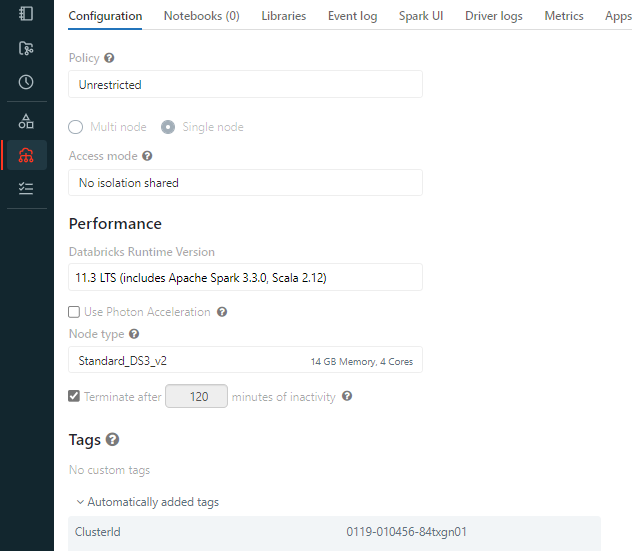 Configuration Notebooks (0) Libraries Event log Spark UI Driver logs Metrics Apps
Policy ?
Unrestricted
Multi node Single node
Access mode ?
No isolation shared
Performance
Databricks Runtime Version
11.3 LTS (includes Apache Spark 3.3.0, Scala 2.12)
Use Photon Acceleration ?
Node type ?
Standard_DS3_v2 14 GB Memory, 4 Cores
Terminate after 120 minutes of inactivity ?
Tags ?
No custom tags
Automatically added tags
ClusterId 0119-010456-84txgn01